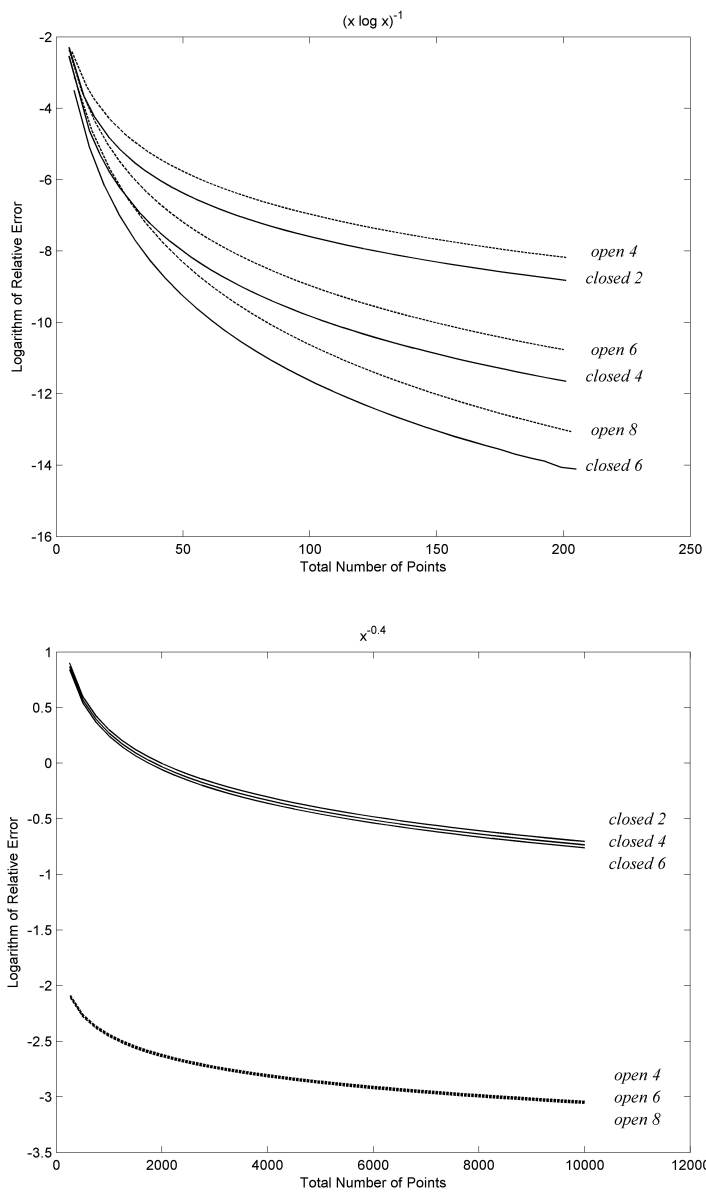 (x log x)⁻¹
-2
-4
-6
-8
-10
-12
-14
-16
Logarithm of Relative Error
open 4
closed 2
open 6
closed 4
open 8
closed 6
0 50 100 150 200 250
Total Number of Points
x⁻⁰·⁴
1
0.5
0
-0.5
-1
-1.5
-2
-2.5
-3
-3.5
Logarithm of Relative Error
closed 2
closed 4
closed 6
open 4
open 6
open 8
0 2000 4000 6000 8000 10000 12000
Total Number of Points